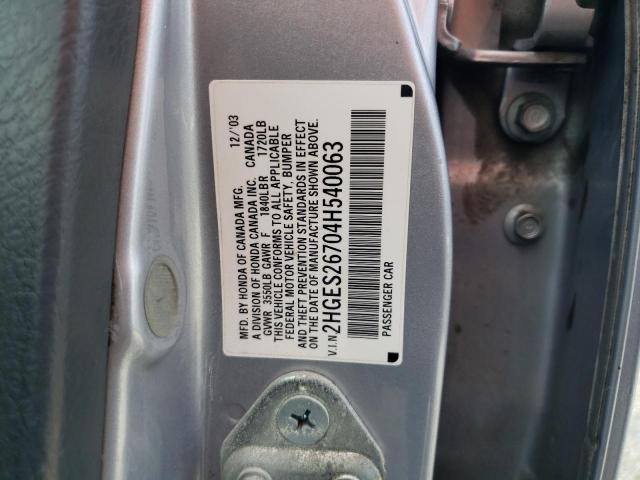 MFD. BY HONDA OF CANADA MFG. 12/'03
A DIVISION OF HONDA CANADA INC. CANADA
GVWR 3550LB GAWR F 1840LBR 1720LB
THIS VEHICLE CONFORMS TO ALL APPLICABLE
FEDERAL MOTOR VEHICLE SAFETY, BUMPER
AND THEFT PREVENTION STANDARDS IN EFFECT
ON THE DATE OF MANUFACTURE SHOWN ABOVE.
V.I.N. 2HGES26704H540063
PASSENGER CAR